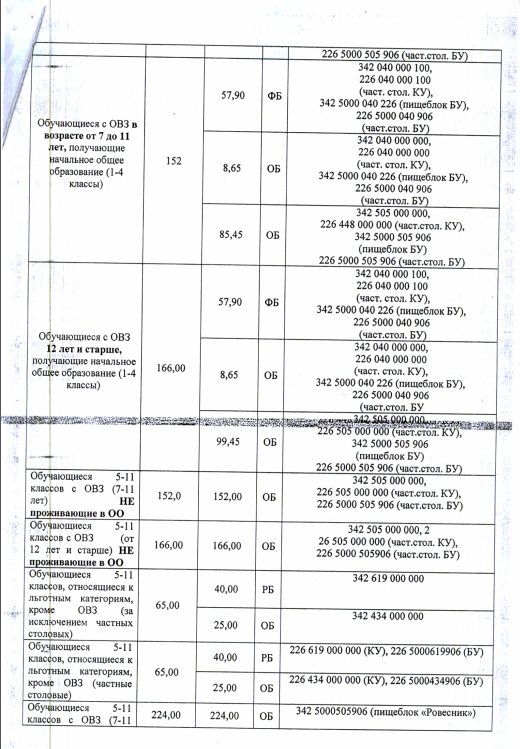 226 5000 505 906 (част.стол. БУ)
Обучающиеся с ОВЗ в
возрасте от 7 до 11
лет, получающие
начальное общее
образование (1-4
классы)
152
57,90
ФБ
342 040 000 100,
226 040 000 100
(част. стол. КУ),
342 5000 040 226 (пищеблок БУ),
226 5000 040 906
(част.стол. БУ)
8,65
ОБ
342 040 000 000,
226 040 000 000
(част. стол. КУ),
342 5000 040 226 (пищеблок БУ),
226 5000 040 906
(част.стол. БУ)
85,45
ОБ
342 505 000 000,
226 448 000 000 (част.стол. КУ),
342 5000 505 906
(пищеблок БУ)
226 5000 505 906 (част.стол. БУ)
Обучающиеся с ОВЗ
12 лет и старше,
получающие начальное
общее образование (1-4
классы)
166,00
57,90
ФБ
342 040 000 100,
226 040 000 100
(част. стол. КУ),
342 5000 040 226 (пищеблок БУ),
226 5000 040 906
(част.стол. БУ)
8,65
ОБ
342 040 000 000,
226 040 000 000
(част. стол. КУ),
342 5000 040 226 (пищеблок БУ),
226 5000 040 906
(част.стол. БУ
99,45
ОБ
342 505 000 000,
226 505 000 000 (част.стол. КУ),
342 5000 505 906
(пищеблок БУ)
226 5000 505 906 (част.стол. БУ)
Обучающиеся 5-11
классов с ОВЗ (7-11
лет) НЕ
проживающие в ОО
152,0
152,00
ОБ
342 505 000 000,
226 505 000 000 (част.стол. КУ),
226 5000 505 906 (част.стол. БУ)
Обучающиеся 5-11
классов с ОВЗ (от
12 лет и старше) НЕ
проживающие в ОО
166,00
166,00
ОБ
342 505 000 000, 2
26 505 000 000 (част.стол. КУ),
226 5000 505906 (част.стол. БУ)
Обучающиеся 5-11
классов, относящиеся к
льготным категориям,
кроме ОВЗ (за
исключением частных
столовых)
65,00
40,00
РБ
342 619 000 000
25,00
ОБ
342 434 000 000
Обучающиеся 5-11
классов, относящиеся к
льготным категориям,
кроме ОВЗ (частные
столовые)
65,00
40,00
РБ
226 619 000 000 (КУ), 226 5000619906 (БУ)
25,00
ОБ
226 434 000 000 (КУ), 226 5000434906 (БУ)
Обучающиеся 5-11
классов с ОВЗ (7-11
224,00
224,00
ОБ
342 5000505906 (пищеблок «Ровесник»)